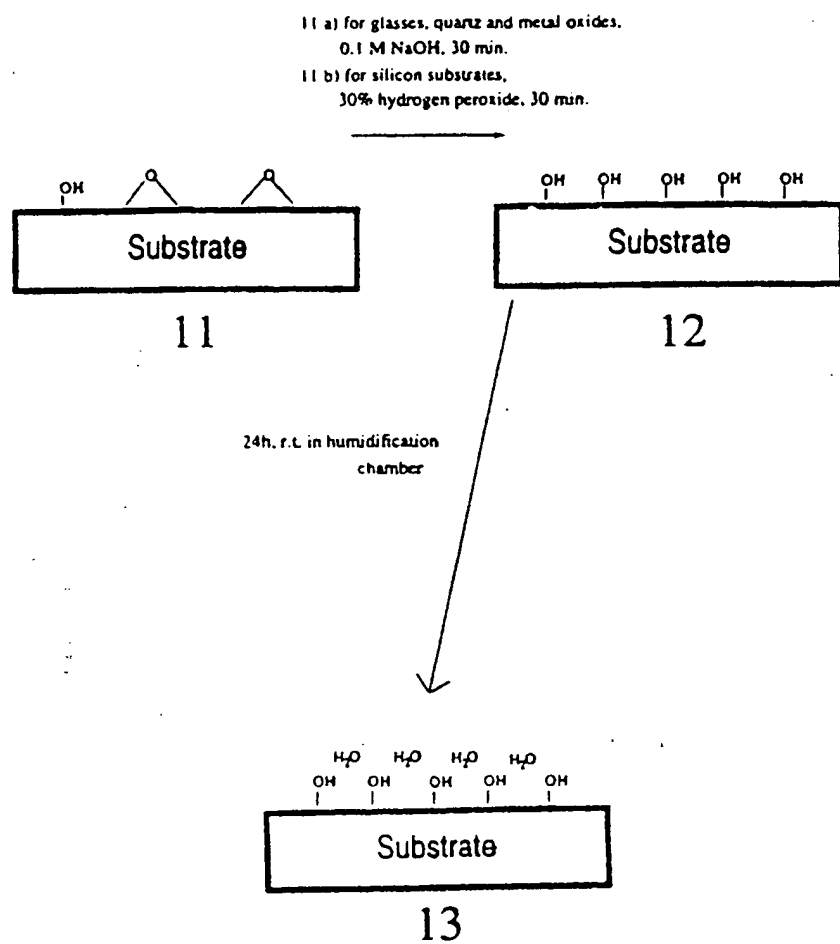 11 a) for glasses, quartz and metal oxides,
0.1 M NaOH, 30 min.
11 b) for silicon substrates,
30% hydrogen peroxide, 30 min.
OH O O
Substrate
11
OH OH OH OH OH
Substrate
12
24h, r.t. in humidification
chamber
H₂O H₂O H₂O H₂O
OH OH OH OH OH
Substrate
13